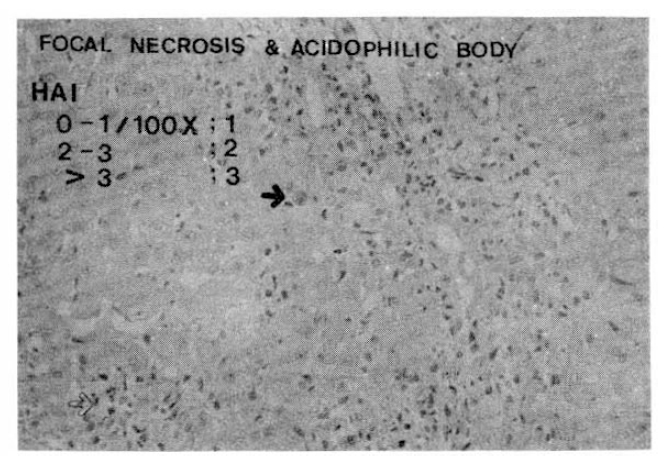 FOCAL NECROSIS & ACIDOPHILIC BODY
HAI
0-1/100X ; 1
2-3 ; 2
> 3 ; 3